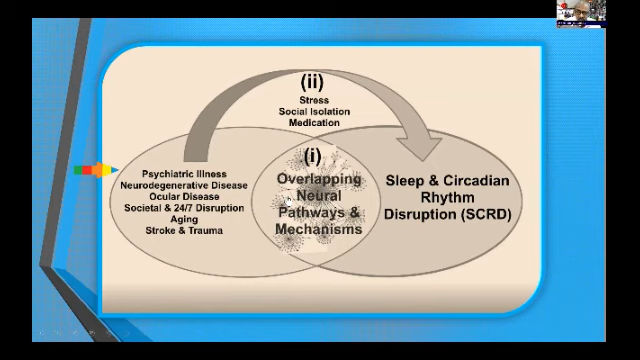 (ii)
Stress
Social Isolation
Medication
Psychiatric Illness
Neurodegenerative Disease
Ocular Disease
Societal & 24/7 Disruption
Aging
Stroke & Trauma
(i)
Overlapping
Neural
Pathways &
Mechanisms
Sleep & Circadian
Rhythm
Disruption (SCRD)